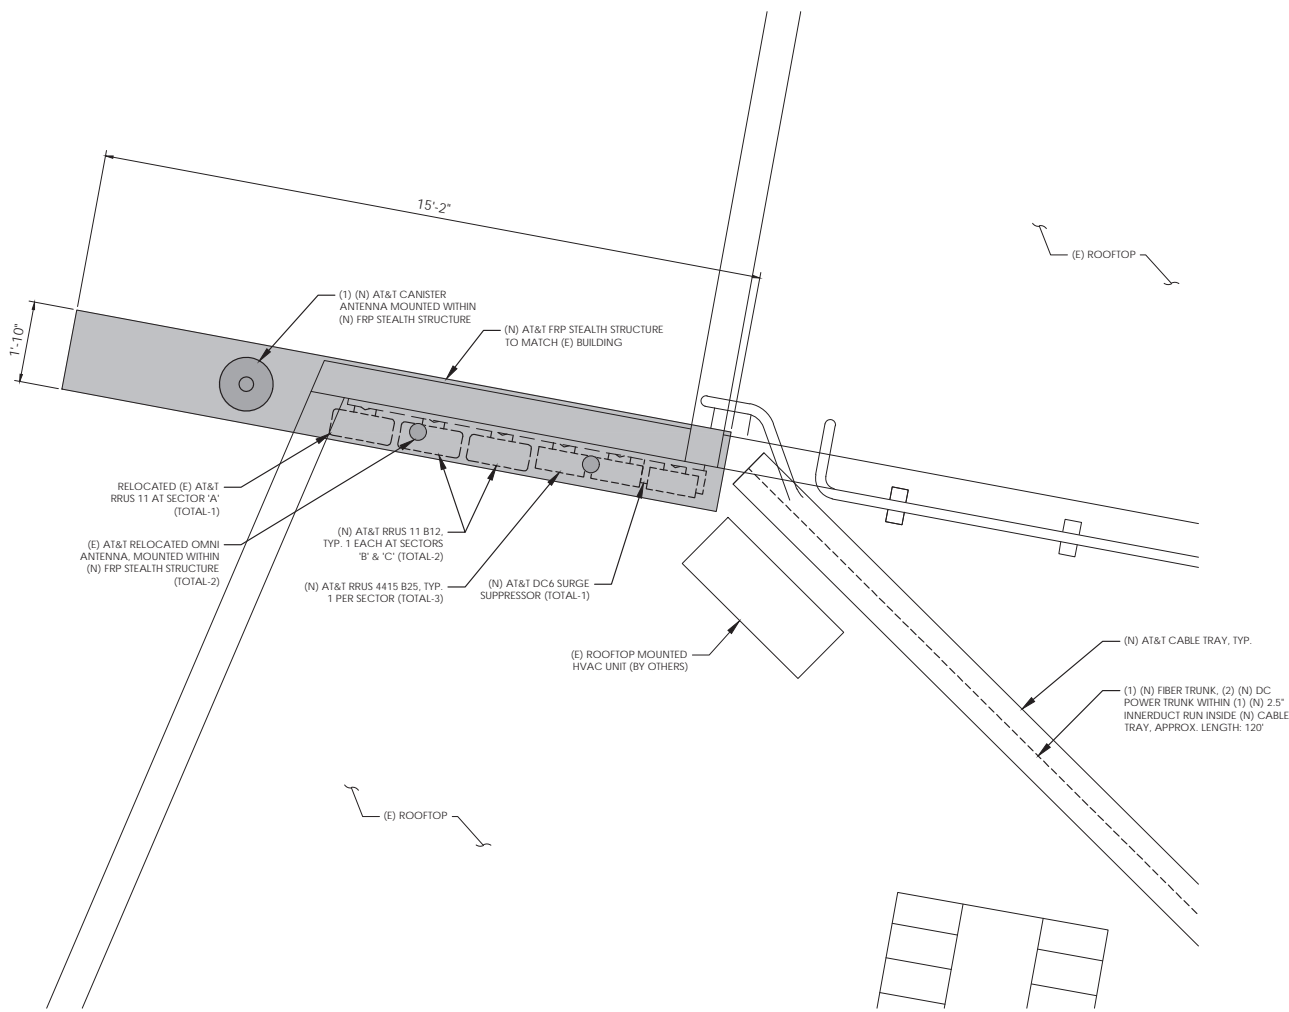 15'-2"
(E) ROOFTOP
(1) (N) AT&T CANISTER
ANTENNA MOUNTED WITHIN
(N) FRP STEALTH STRUCTURE
1'-10"
(N) AT&T FRP STEALTH STRUCTURE
TO MATCH (E) BUILDING
RELOCATED (E) AT&T
RRUS 11 AT SECTOR 'A'
(TOTAL-1)
(E) AT&T RELOCATED OMNI
ANTENNA, MOUNTED WITHIN
(N) FRP STEALTH STRUCTURE
(TOTAL-2)
(N) AT&T RRUS 11 B12,
TYP. 1 EACH AT SECTORS
'B' & 'C' (TOTAL-2)
(N) AT&T RRUS 4415 B25, TYP.
1 PER SECTOR (TOTAL-3)
(N) AT&T DC6 SURGE
SUPPRESSOR (TOTAL-1)
(E) ROOFTOP MOUNTED
HVAC UNIT (BY OTHERS)
(N) AT&T CABLE TRAY, TYP.
(1) (N) FIBER TRUNK, (2) (N) DC
POWER TRUNK WITHIN (1) (N) 2.5"
INNERDUCT RUN INSIDE (N) CABLE
TRAY, APPROX. LENGTH: 120'
(E) ROOFTOP